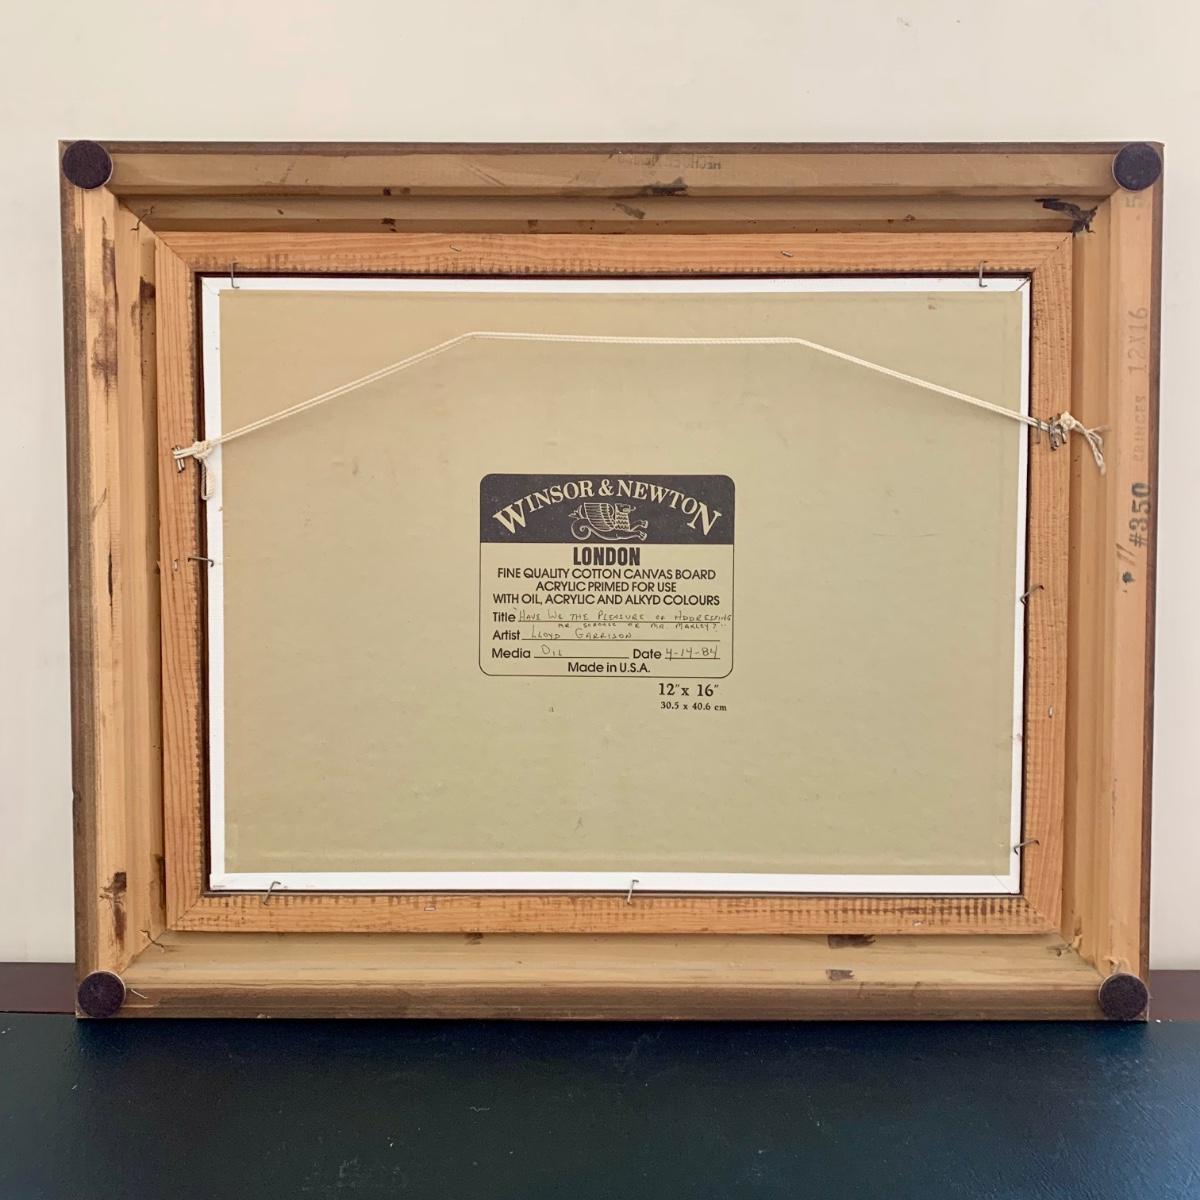 WINSOR & NEWTON
LONDON
FINE QUALITY COTTON CANVAS BOARD
ACRYLIC PRIMED FOR USE
WITH OIL, ACRYLIC AND ALKYD COLOURS
Title "HAVE WE THE PLEASURE OF ADDRESSING
MR SCROOGE OR MR. MARLEY?"
Artist LLOYD GARRISON
Media OIL Date 4-14-84
Made in U.S.A.
12"x 16"
30.5 x 40.6 cm
#350 PRINCES 12X16